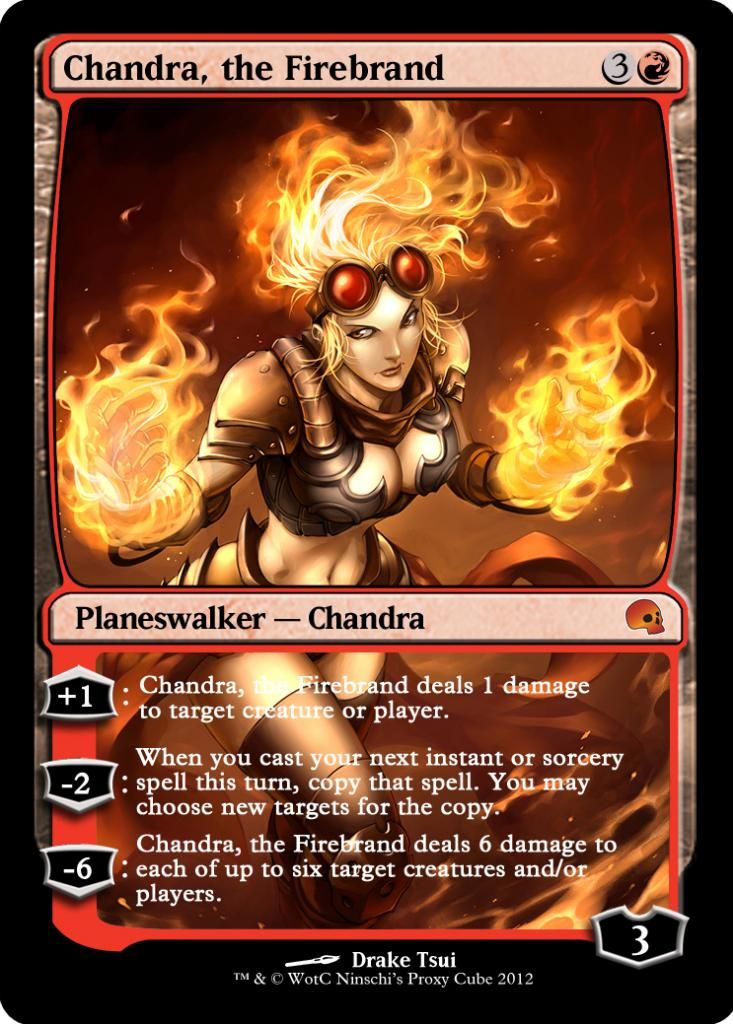 Chandra, the Firebrand 3
Planeswalker — Chandra
+1 : Chandra, the Firebrand deals 1 damage
to target creature or player.
When you cast your next instant or sorcery
-2 : spell this turn, copy that spell. You may
choose new targets for the copy.
Chandra, the Firebrand deals 6 damage to
-6 : each of up to six target creatures and/or
players.
3
Drake Tsui
™ & © WotC Ninschi's Proxy Cube 2012